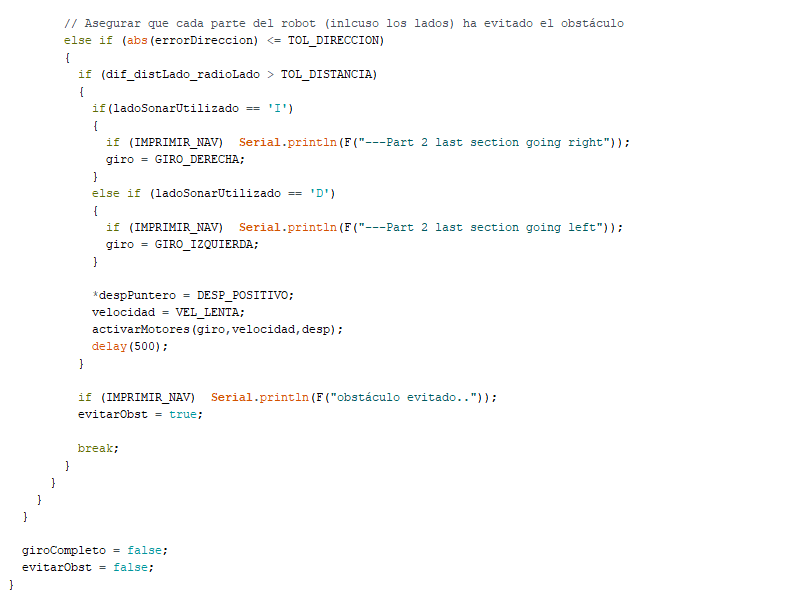 // Asegurar que cada parte del robot (inlcuso los lados) ha evitado el obstáculo
else if (abs(errorDireccion) <= TOL_DIRECCION)
{
if (dif_distLado_radioLado > TOL_DISTANCIA)
{
if(ladoSonarUtilizado == 'I')
{
if (IMPRIMIR_NAV)  Serial.println(F("---Part 2 last section going right"));
giro = GIRO_DERECHA;
}
else if (ladoSonarUtilizado == 'D')
{
if (IMPRIMIR_NAV)  Serial.println(F("---Part 2 last section going left"));
giro = GIRO_IZQUIERDA;
}
*despPuntero = DESP_POSITIVO;
velocidad = VEL_LENTA;
activarMotores(giro,velocidad,desp);
delay(500);
}
if (IMPRIMIR_NAV)  Serial.println(F("obstáculo evitado.."));
evitarObst = true;
break;
}
}
}
}
giroCompleto = false;
evitarObst = false;
}